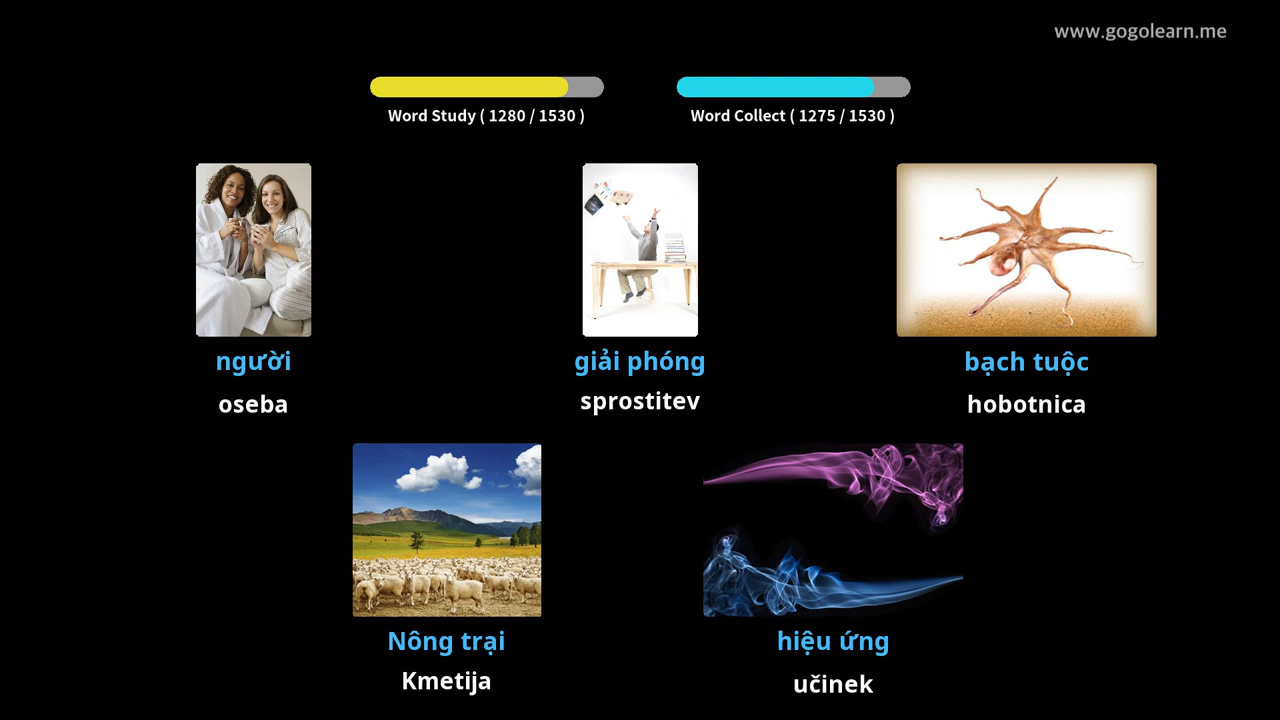 www.gogolearn.me
Word Study ( 1280 / 1530 )
Word Collect ( 1275 / 1530 )
người
giải phóng
bạch tuộc
oseba
sprostitev
hobotnica
Nông trại
hiệu ứng
Kmetija
učinek